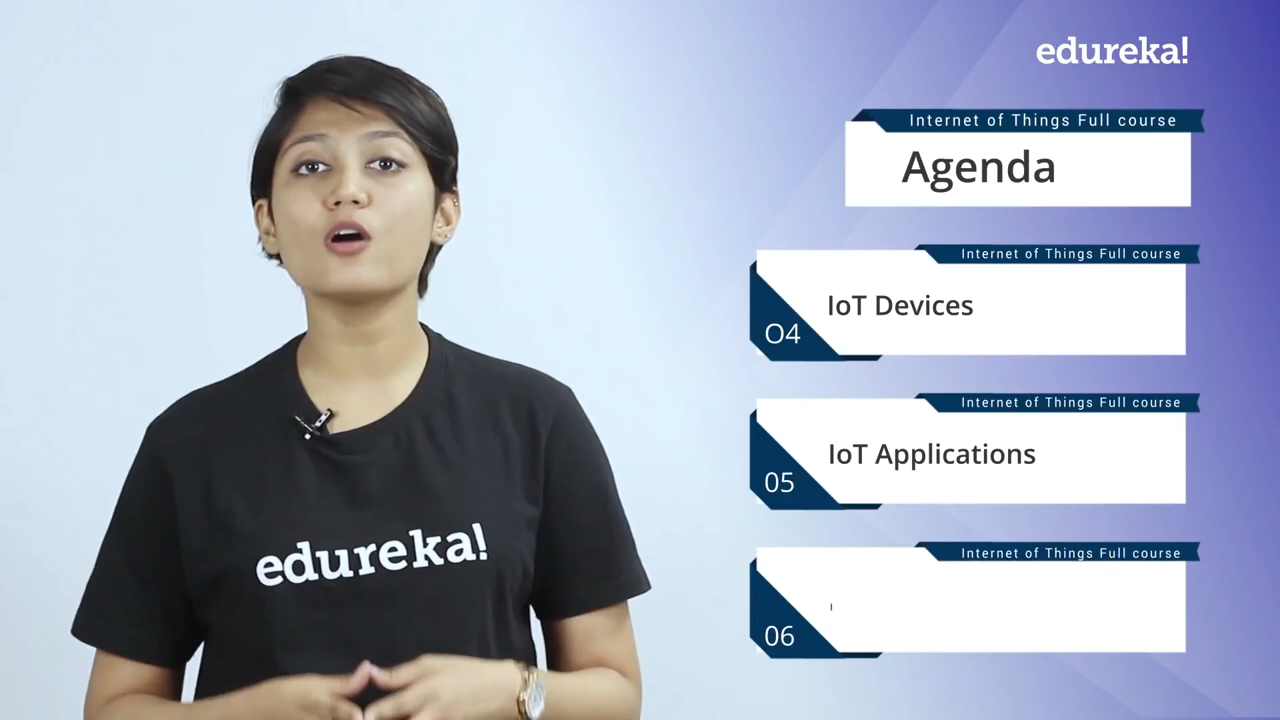 edureka!
Internet of Things Full course
Agenda
Internet of Things Full course
IoT Devices
O4
Internet of Things Full course
IoT Applications
05
Internet of Things Full course
06
edureka!